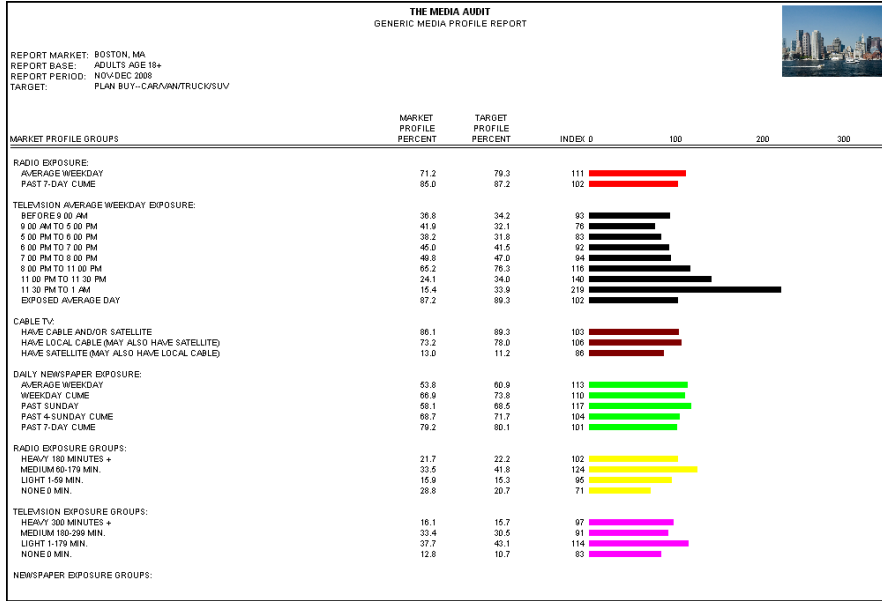 THE MEDIA AUDIT
GENERIC MEDIA PROFILE REPORT
REPORT MARKET: BOSTON, MA
REPORT BASE: ADULTS AGE 18+
REPORT PERIOD: NOV-DEC 2008
TARGET: PLAN BUY--CAR/VAN/TRUCK/SUV
MARKET TARGET
PROFILE PROFILE
MARKET PROFILE GROUPS PERCENT PERCENT INDEX 0 100 200 300
RADIO EXPOSURE:
AVERAGE WEEKDAY 71.2 79.3 111
PAST 7-DAY CUME 85.0 87.2 102
TELEVISION AVERAGE WEEKDAY EXPOSURE:
BEFORE 9 00 AM 36.8 34.2 93
9 00 AM TO 5 00 PM 41.9 32.1 76
5 00 PM TO 6 00 PM 38.2 31.8 83
6 00 PM TO 7 00 PM 45.0 41.5 92
7 00 PM TO 8 00 PM 49.8 47.0 94
8 00 PM TO 11 00 PM 65.2 76.3 116
11 00 PM TO 11 30 PM 24.1 34.0 140
11 30 PM TO 1 AM 15.4 33.9 219
EXPOSED AVERAGE DAY 87.2 89.3 102
CABLE TV:
HAVE CABLE AND/OR SATELLITE 86.1 89.3 103
HAVE LOCAL CABLE (MAY ALSO HAVE SATELLITE) 73.2 78.0 106
HAVE SATELLITE (MAY ALSO HAVE LOCAL CABLE) 13.0 11.2 86
DAILY NEWSPAPER EXPOSURE:
AVERAGE WEEKDAY 53.8 60.9 113
WEEKDAY CUME 66.9 73.8 110
PAST SUNDAY 58.1 68.5 117
PAST 4-SUNDAY CUME 68.7 71.7 104
PAST 7-DAY CUME 79.2 80.1 101
RADIO EXPOSURE GROUPS:
HEAVY 180 MINUTES + 21.7 22.2 102
MEDIUM 60-179 MIN. 33.5 41.8 124
LIGHT 1-59 MIN. 15.9 15.3 95
NONE 0 MIN. 28.8 20.7 71
TELEVISION EXPOSURE GROUPS:
HEAVY 300 MINUTES + 16.1 15.7 97
MEDIUM 180-299 MIN. 33.4 30.5 91
LIGHT 1-179 MIN. 37.7 43.1 114
NONE 0 MIN. 12.8 10.7 83
NEWSPAPER EXPOSURE GROUPS: